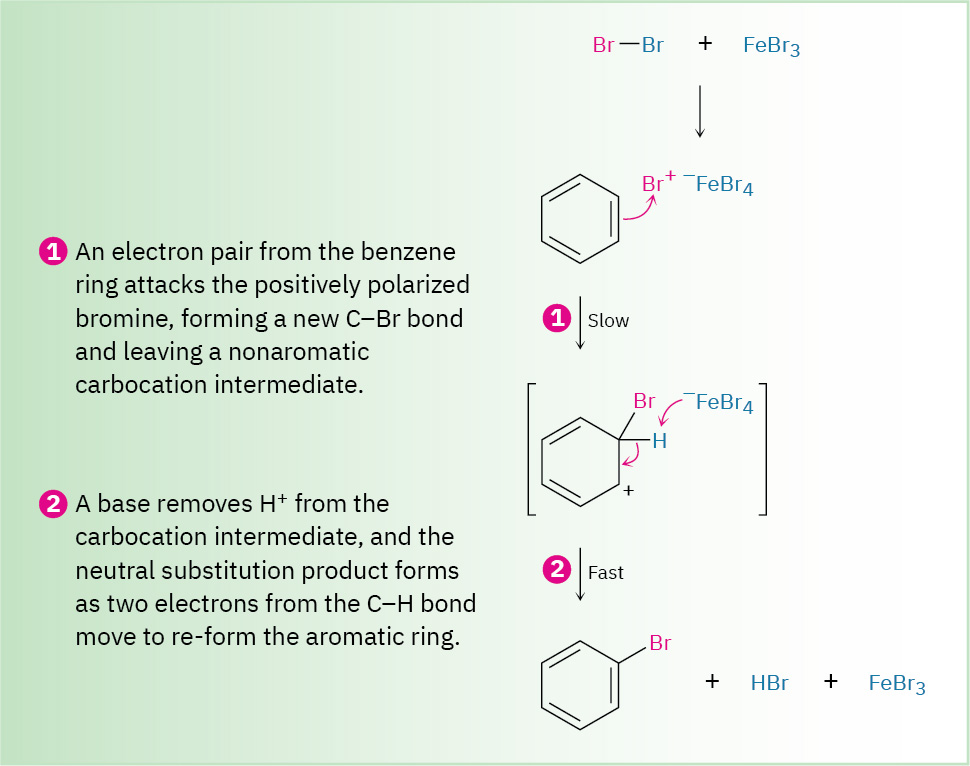 Br—Br + FeBr₃
Br⁺ ⁻FeBr₄
1 An electron pair from the benzene
ring attacks the positively polarized
bromine, forming a new C–Br bond
and leaving a nonaromatic
carbocation intermediate.
1 Slow
Br ⁻FeBr₄
H
+
2 A base removes H⁺ from the
carbocation intermediate, and the
neutral substitution product forms
as two electrons from the C–H bond
move to re-form the aromatic ring.
2 Fast
Br
+ HBr + FeBr₃